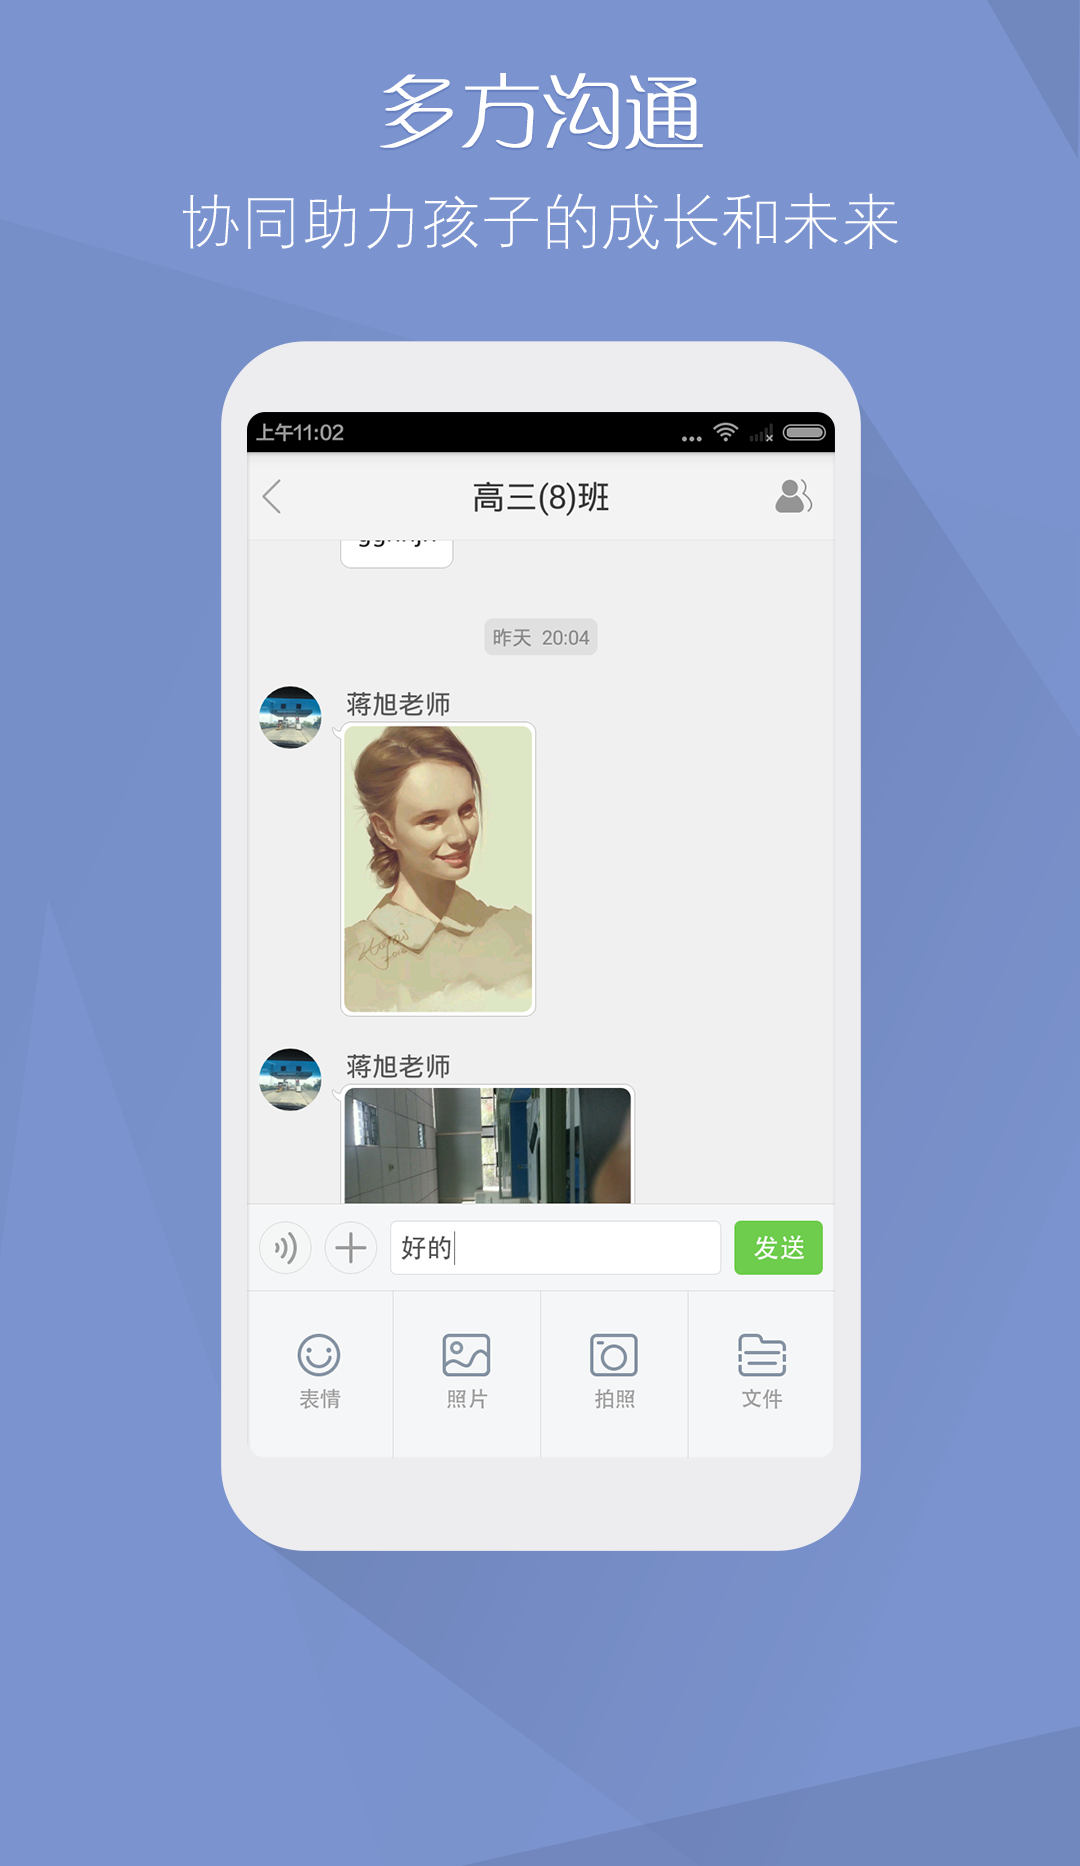 多方沟通
协同助力孩子的成长和未来
上午11:02
高三(8)班
昨天 20:04
蒋旭老师
蒋旭老师
好的
发送
表情
照片
拍照
文件